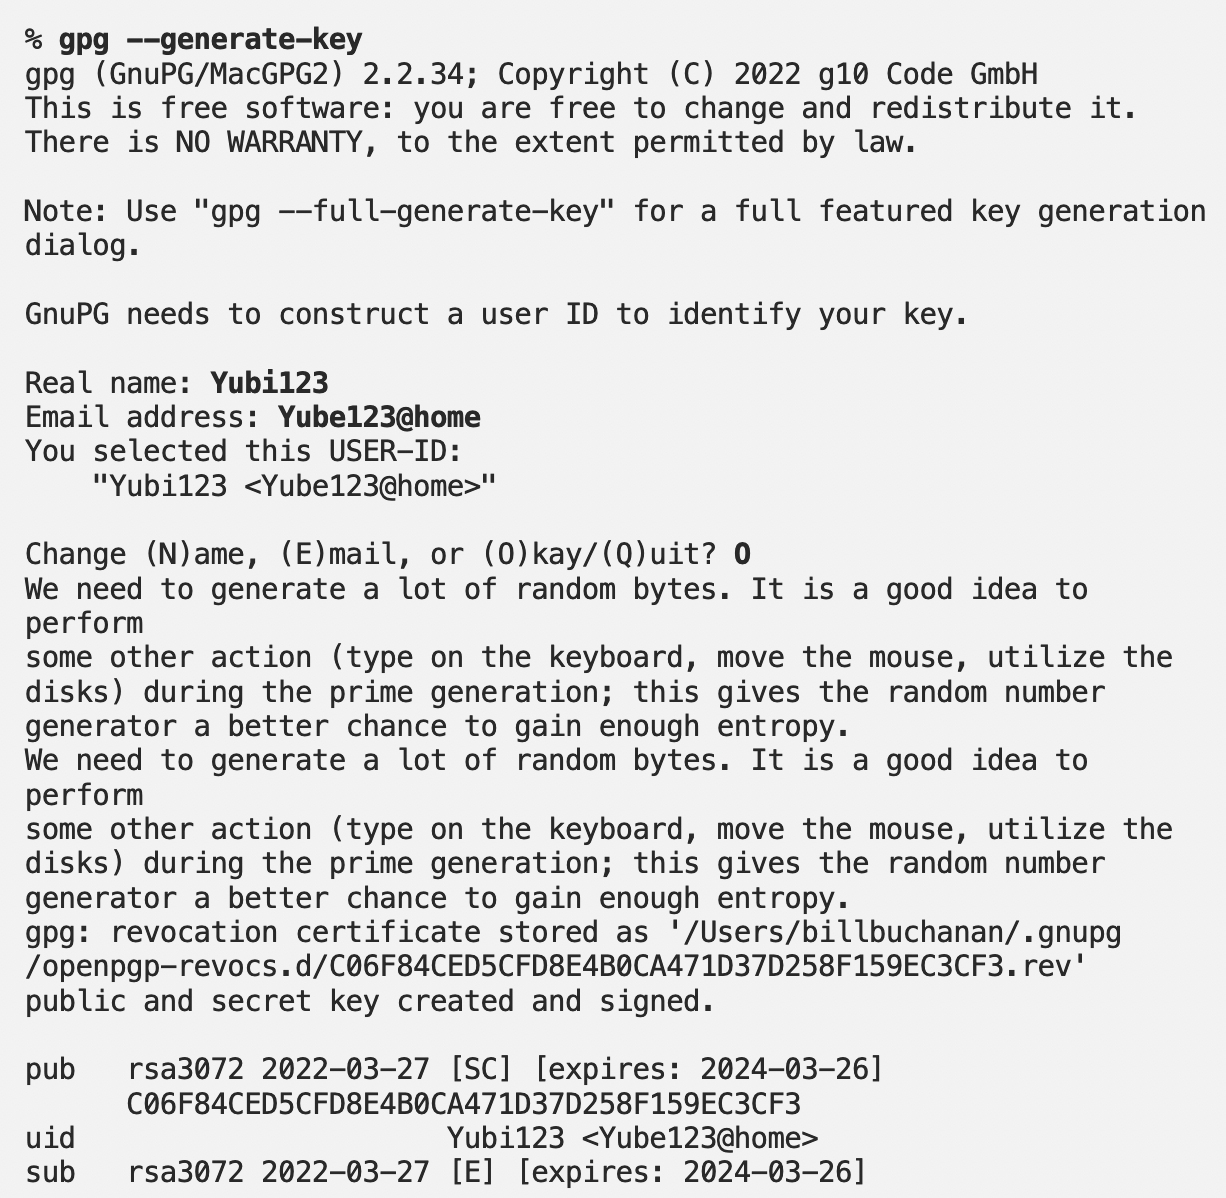 % gpg --generate-key
gpg (GnuPG/MacGPG2) 2.2.34; Copyright (C) 2022 g10 Code GmbH
This is free software: you are free to change and redistribute it.
There is NO WARRANTY, to the extent permitted by law.
Note: Use "gpg --full-generate-key" for a full featured key generation
dialog.
GnuPG needs to construct a user ID to identify your key.
Real name: Yubi123
Email address: Yube123@home
You selected this USER-ID:
"Yubi123 <Yube123@home>"
Change (N)ame, (E)mail, or (O)kay/(Q)uit? O
We need to generate a lot of random bytes. It is a good idea to
perform
some other action (type on the keyboard, move the mouse, utilize the
disks) during the prime generation; this gives the random number
generator a better chance to gain enough entropy.
We need to generate a lot of random bytes. It is a good idea to
perform
some other action (type on the keyboard, move the mouse, utilize the
disks) during the prime generation; this gives the random number
generator a better chance to gain enough entropy.
gpg: revocation certificate stored as '/Users/billbuchanan/.gnupg
/openpgp-revocs.d/C06F84CED5CFD8E4B0CA471D37D258F159EC3CF3.rev'
public and secret key created and signed.
pub   rsa3072 2022-03-27 [SC] [expires: 2024-03-26]
C06F84CED5CFD8E4B0CA471D37D258F159EC3CF3
uid                      Yubi123 <Yube123@home>
sub   rsa3072 2022-03-27 [E] [expires: 2024-03-26]